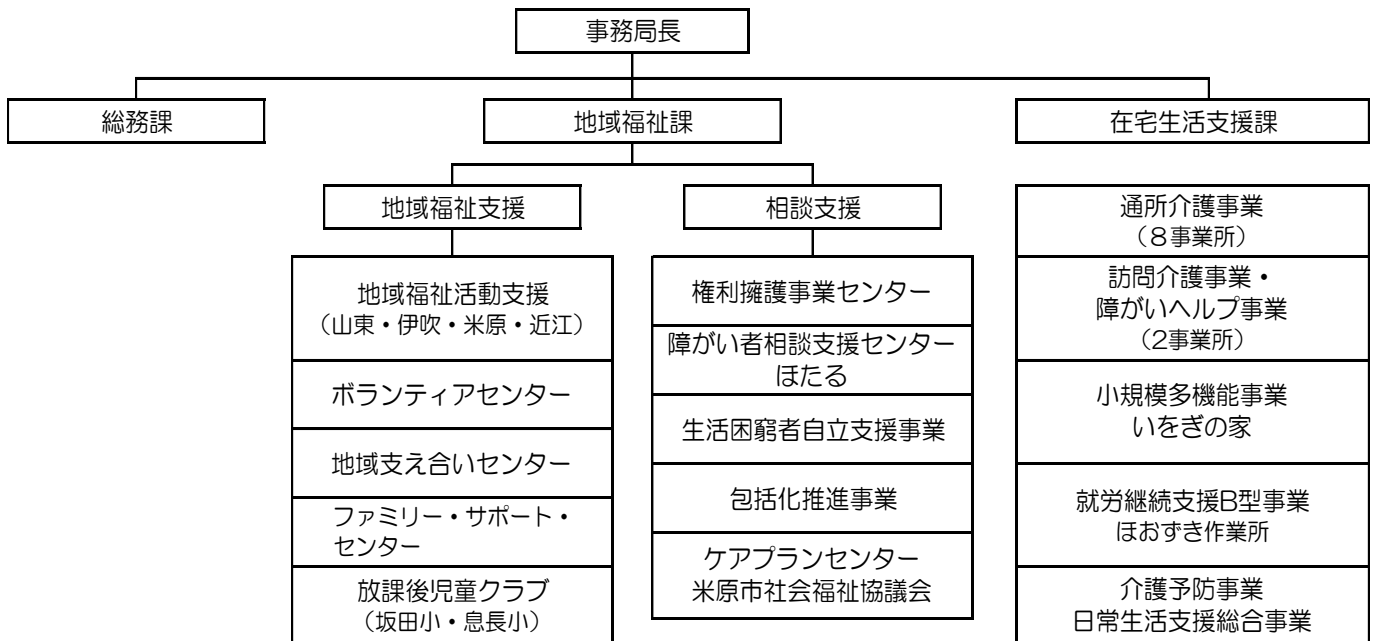 事務局長
総務課
地域福祉課
在宅生活支援課
地域福祉支援
相談支援
地域福祉活動支援
（山東・伊吹・米原・近江）
ボランティアセンター
地域支え合いセンター
ファミリー・サポート・
センター
放課後児童クラブ
（坂田小・息長小）
権利擁護事業センター
障がい者相談支援センター
ほたる
生活困窮者自立支援事業
包括化推進事業
ケアプランセンター
米原市社会福祉協議会
通所介護事業
（８事業所）
訪問介護事業・
障がいヘルプ事業
（2事業所）
小規模多機能事業
いをぎの家
就労継続支援B型事業
ほおずき作業所
介護予防事業
日常生活支援総合事業